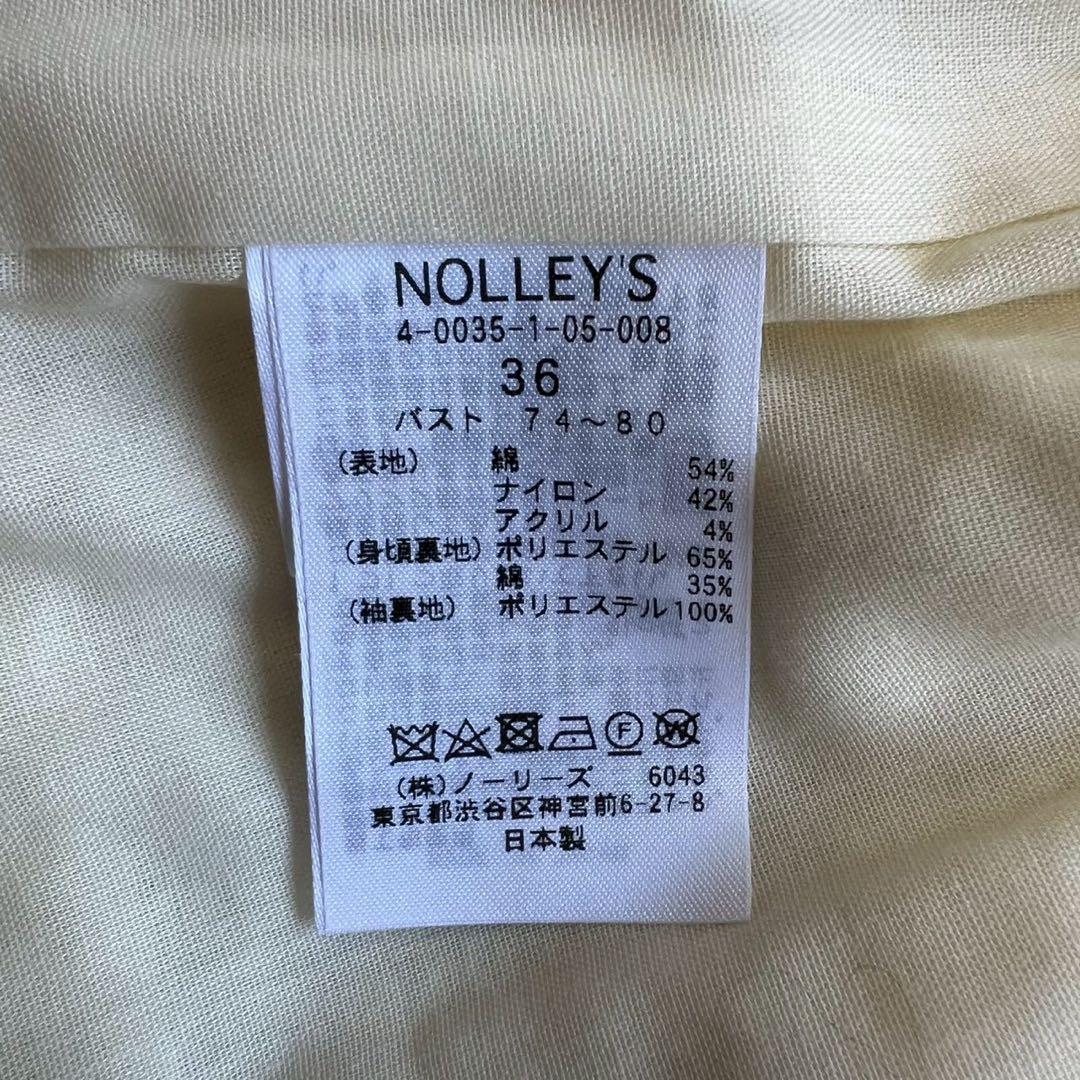 NOLLEY'S
4-0035-1-05-008
36
バスト 74～80
(表地) 綿 54%
ナイロン 42%
アクリル 4%
(身頃裏地) ポリエステル 65%
綿 35%
(袖裏地) ポリエステル 100%
F W
(株)ノーリーズ 6043
東京都渋谷区神宮前6-27-8
日本製